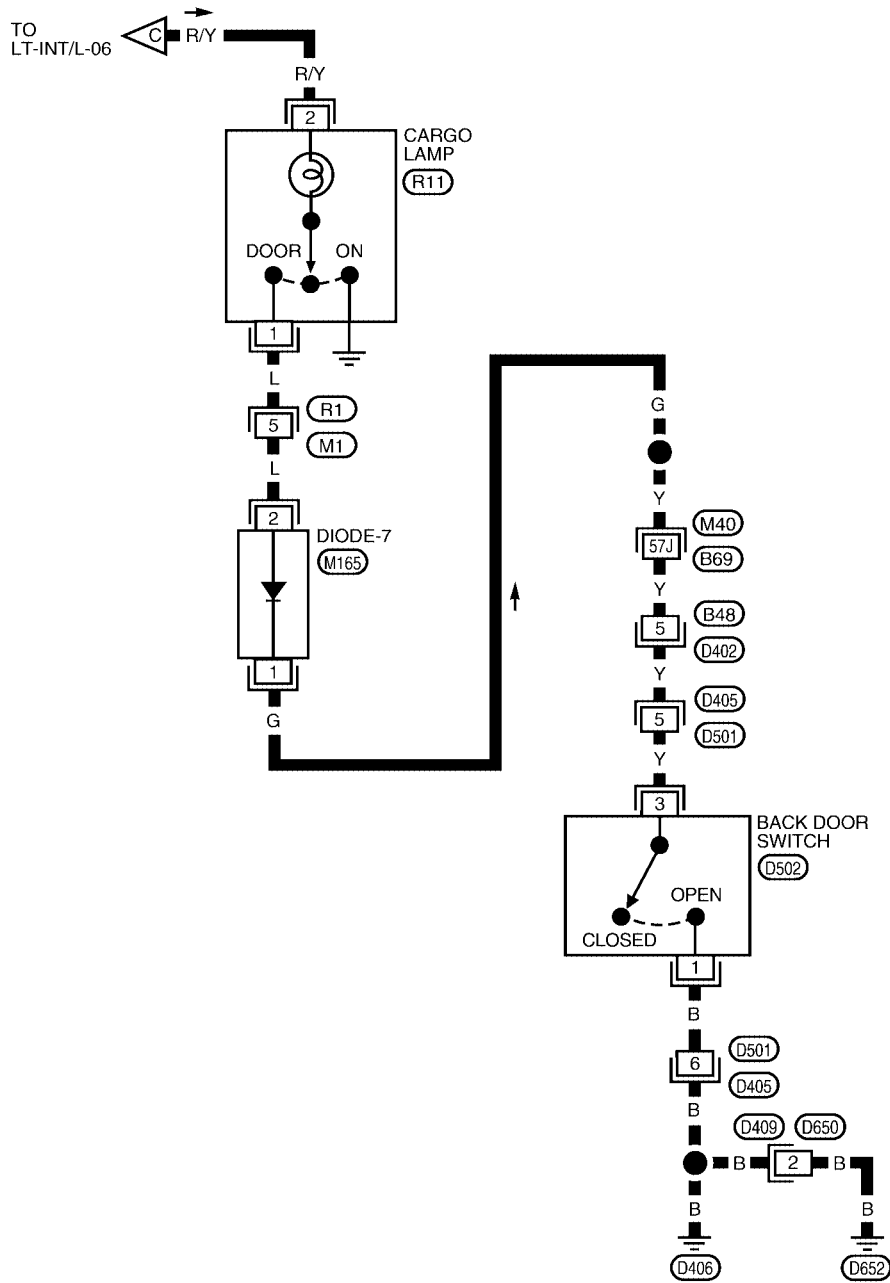 TO
LT-INT/L-06
C
R/Y
R/Y
2
CARGO
LAMP
R11
DOOR
ON
1
L
5
R1
M1
L
2
DIODE-7
M165
1
G
G
Y
57J
M40
B69
Y
5
B48
D402
Y
5
D405
D501
Y
3
BACK DOOR
SWITCH
D502
OPEN
CLOSED
1
B
6
D501
D405
B
D409
D650
B
2
B
B
B
D406
D652